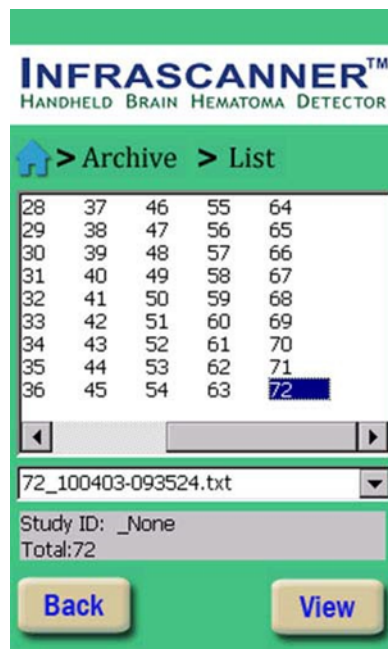 INFRASCANNER™
HANDHELD BRAIN HEMATOMA DETECTOR
> Archive > List
28 37 46 55 64
29 38 47 56 65
30 39 48 57 66
31 40 49 58 67
32 41 50 59 68
33 42 51 60 69
34 43 52 61 70
35 44 53 62 71
36 45 54 63 72
72_100403-093524.txt
Study ID: _None
Total:72
Back View